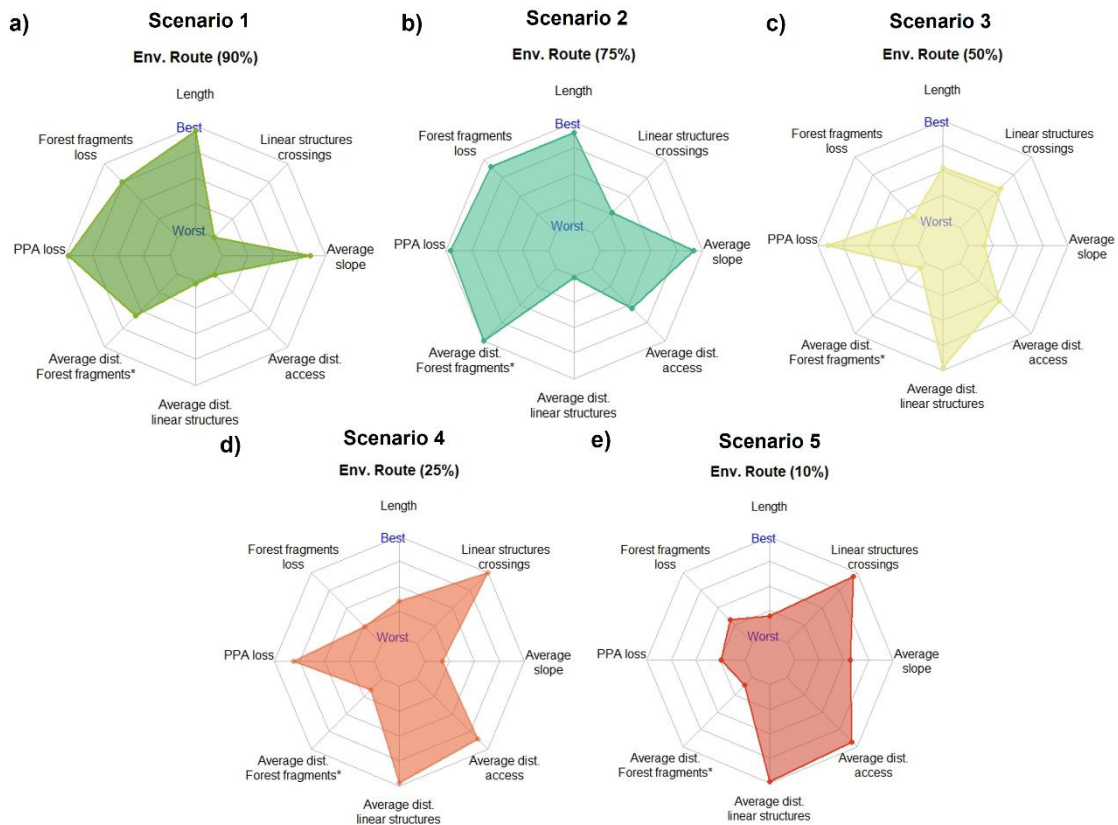 a)
Scenario 1
Env. Route (90%)
Length
Best
Forest fragments
loss
Linear structures
crossings
Worst
PPA loss
Average
slope
Average dist.
Forest fragments*
Average dist.
access
Average dist.
linear structures
b)
Scenario 2
Env. Route (75%)
Length
Best
Forest fragments
loss
Linear structures
crossings
Worst
PPA loss
Average
slope
Average dist.
Forest fragments*
Average dist.
access
Average dist.
linear structures
c)
Scenario 3
Env. Route (50%)
Length
Best
Forest fragments
loss
Linear structures
crossings
Worst
PPA loss
Average
slope
Average dist.
Forest fragments*
Average dist.
access
Average dist.
linear structures
d)
Scenario 4
Env. Route (25%)
Length
Best
Forest fragments
loss
Linear structures
crossings
Worst
PPA loss
Average
slope
Average dist.
Forest fragments*
Average dist.
access
Average dist.
linear structures
e)
Scenario 5
Env. Route (10%)
Length
Best
Forest fragments
loss
Linear structures
crossings
Worst
PPA loss
Average
slope
Average dist.
Forest fragments*
Average dist.
access
Average dist.
linear structures